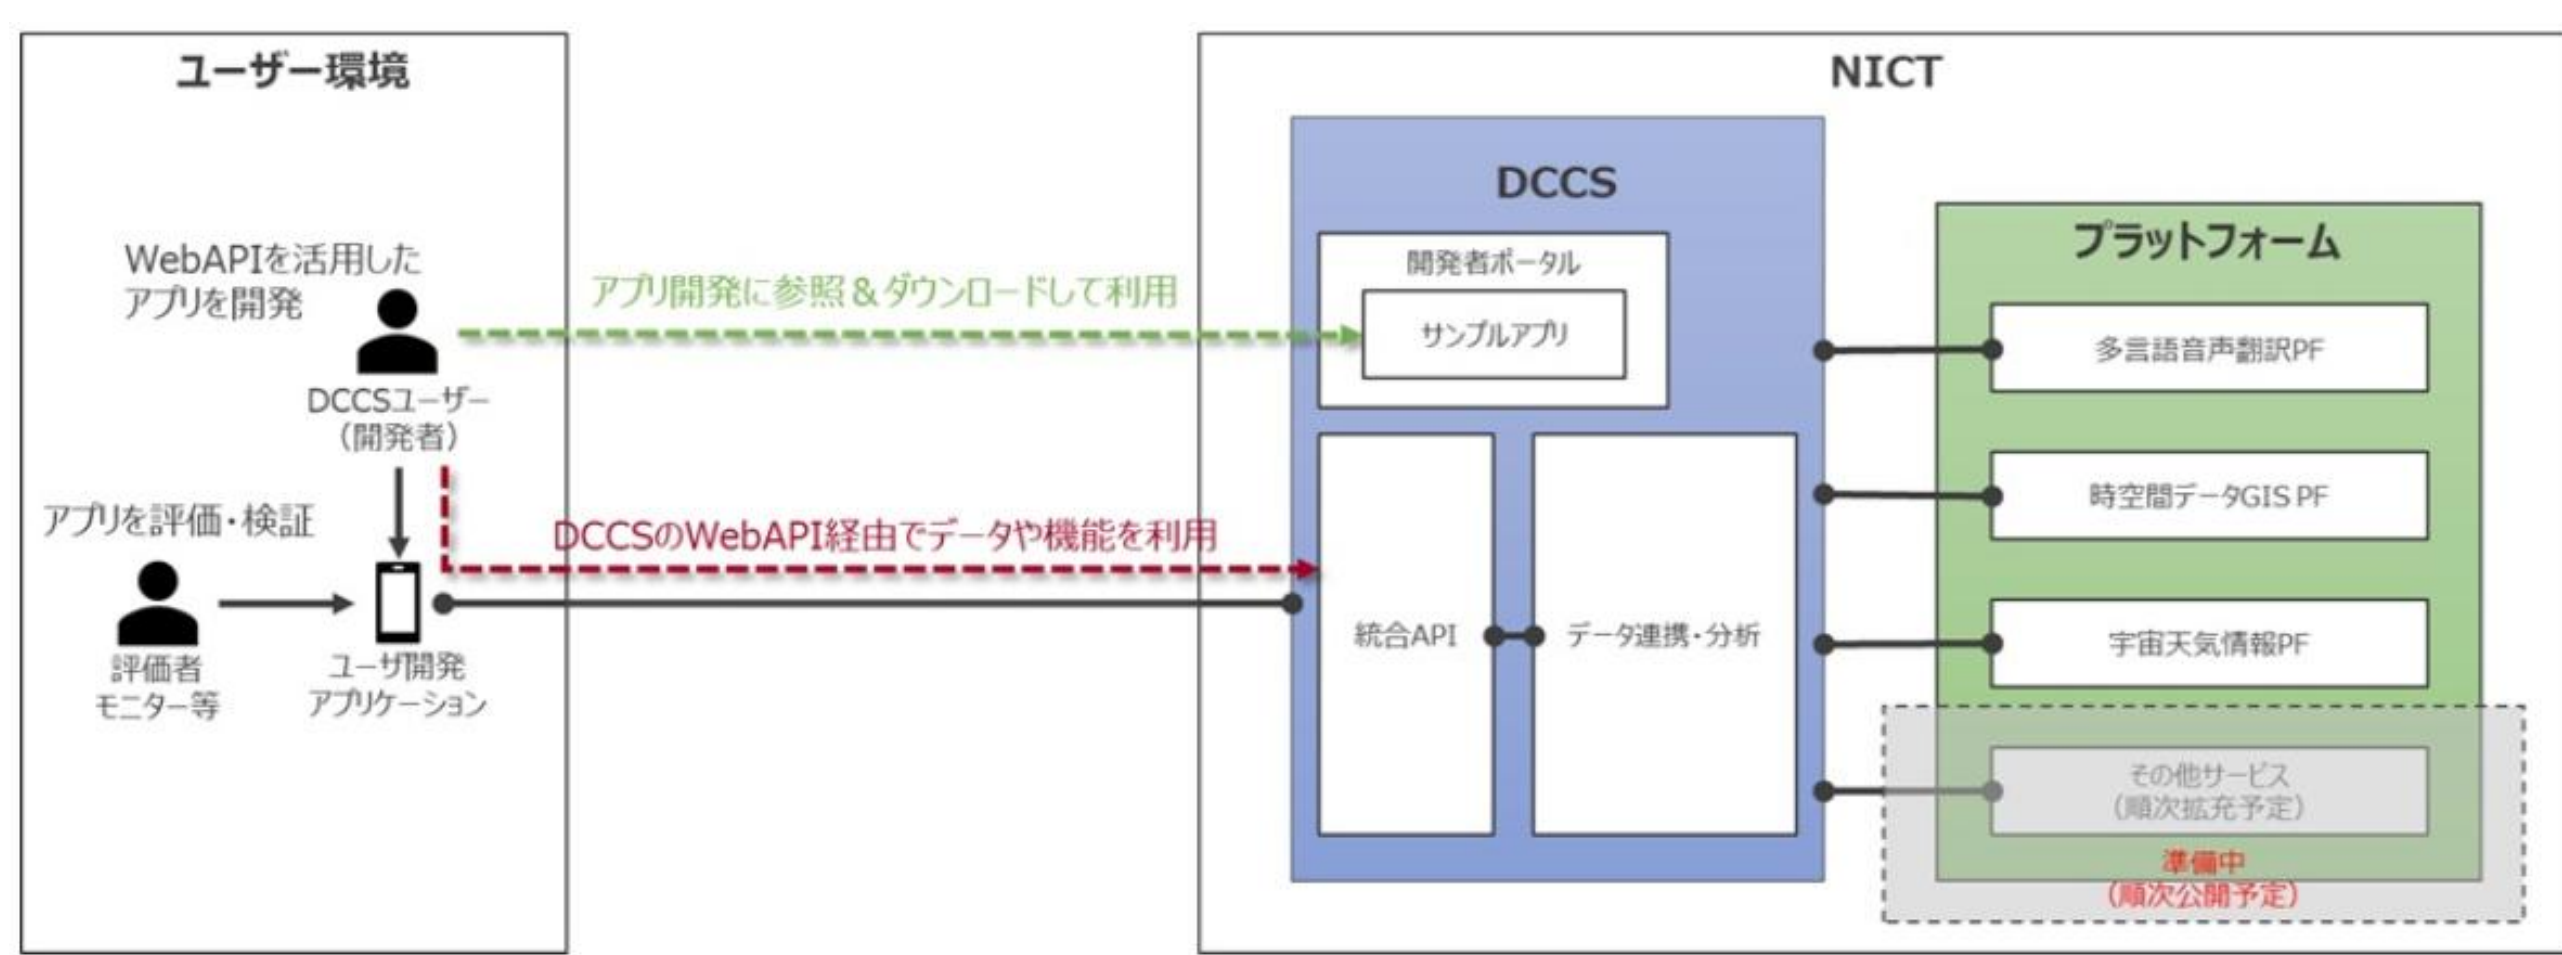 ユーザー環境
WebAPIを活用した
アプリを開発
DCCSユーザー
（開発者）
アプリを評価・検証
評価者
モニター等
ユーザ開発
アプリケーション
アプリ開発に参照＆ダウンロードして利用
DCCSのWebAPI経由でデータや機能を利用
NICT
DCCS
開発者ポータル
サンプルアプリ
統合API
データ連携・分析
プラットフォーム
多言語音声翻訳PF
時空間データGIS PF
宇宙天気情報PF
その他サービス
（順次拡充予定）
準備中
（順次公開予定）